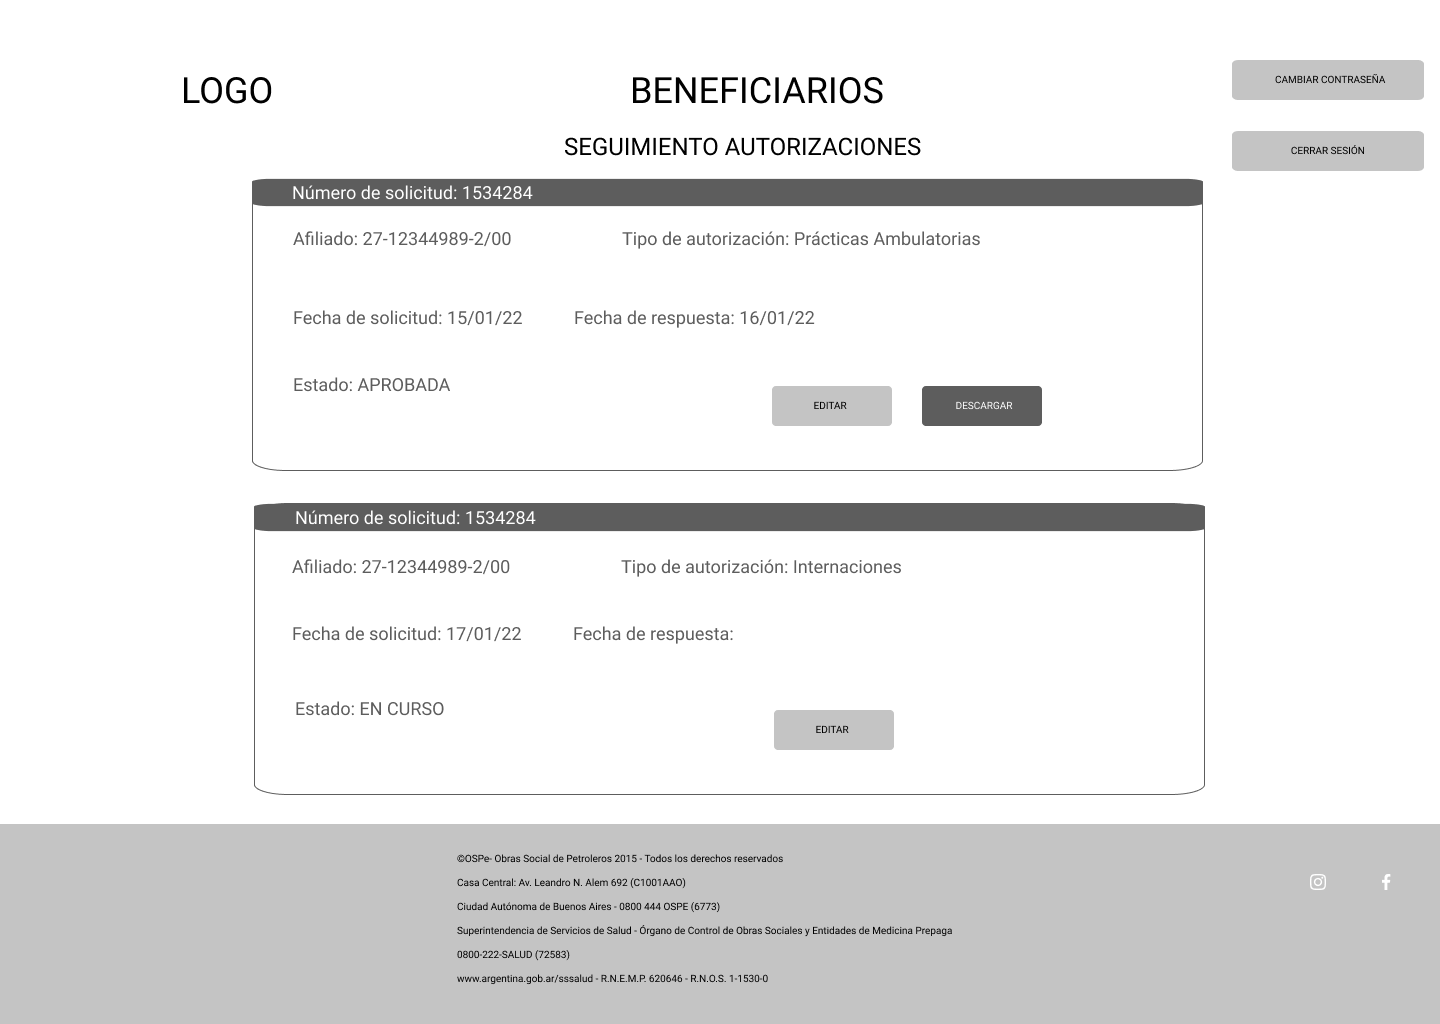 LOGO
BENEFICIARIOS
CAMBIAR CONTRASEÑA
SEGUIMIENTO AUTORIZACIONES
CERRAR SESIÓN
Número de solicitud: 1534284
Afiliado: 27-12344989-2/00
Tipo de autorización: Prácticas Ambulatorias
Fecha de solicitud: 15/01/22
Fecha de respuesta: 16/01/22
Estado: APROBADA
EDITAR
DESCARGAR
Número de solicitud: 1534284
Afiliado: 27-12344989-2/00
Tipo de autorización: Internaciones
Fecha de solicitud: 17/01/22
Fecha de respuesta:
Estado: EN CURSO
EDITAR
©OSPe- Obras Social de Petroleros 2015 - Todos los derechos reservados
Casa Central: Av. Leandro N. Alem 692 (C1001AAO)
Ciudad Autónoma de Buenos Aires - 0800 444 OSPE (6773)
Superintendencia de Servicios de Salud - Órgano de Control de Obras Sociales y Entidades de Medicina Prepaga
0800-222-SALUD (72583)
www.argentina.gob.ar/sssalud - R.N.E.M.P. 620646 - R.N.O.S. 1-1530-0